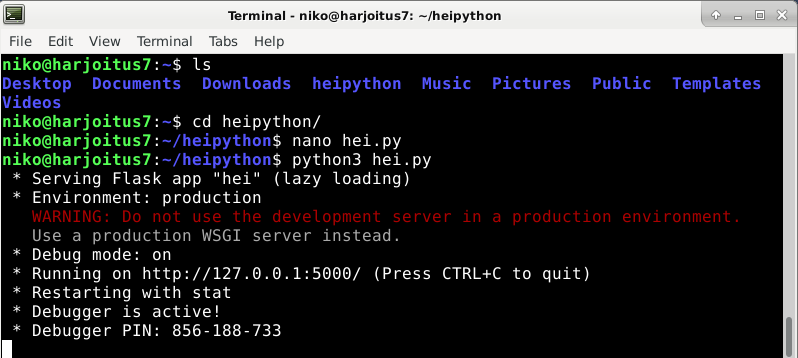 Terminal - niko@harjoitus7: ~/heipython
File Edit View Terminal Tabs Help
niko@harjoitus7:~$ ls
Desktop Documents Downloads heipython Music Pictures Public Templates
Videos
niko@harjoitus7:~$ cd heipython/
niko@harjoitus7:~/heipython$ nano hei.py
niko@harjoitus7:~/heipython$ python3 hei.py
 * Serving Flask app "hei" (lazy loading)
 * Environment: production
   WARNING: Do not use the development server in a production environment.
   Use a production WSGI server instead.
 * Debug mode: on
 * Running on http://127.0.0.1:5000/ (Press CTRL+C to quit)
 * Restarting with stat
 * Debugger is active!
 * Debugger PIN: 856-188-733